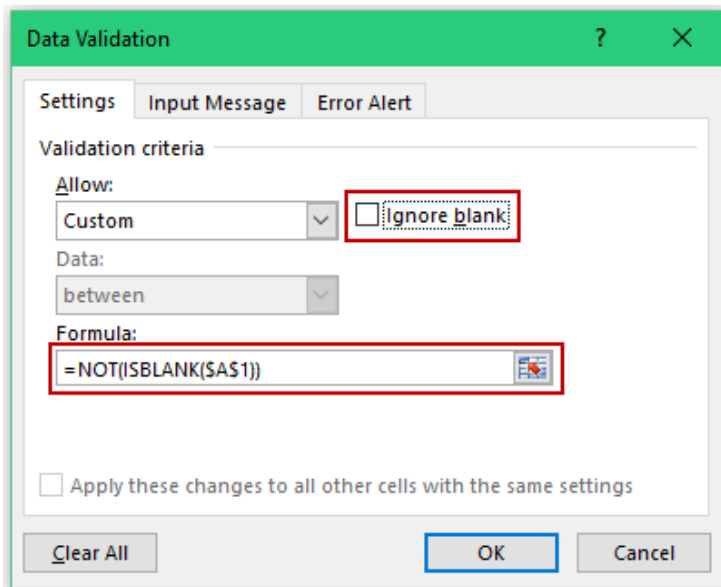 Data Validation ?
Settings Input Message Error Alert
Validation criteria
Allow:
Custom Ignore blank
Data:
between
Formula:
=NOT(ISBLANK($A$1))
Apply these changes to all other cells with the same settings
Clear All OK Cancel